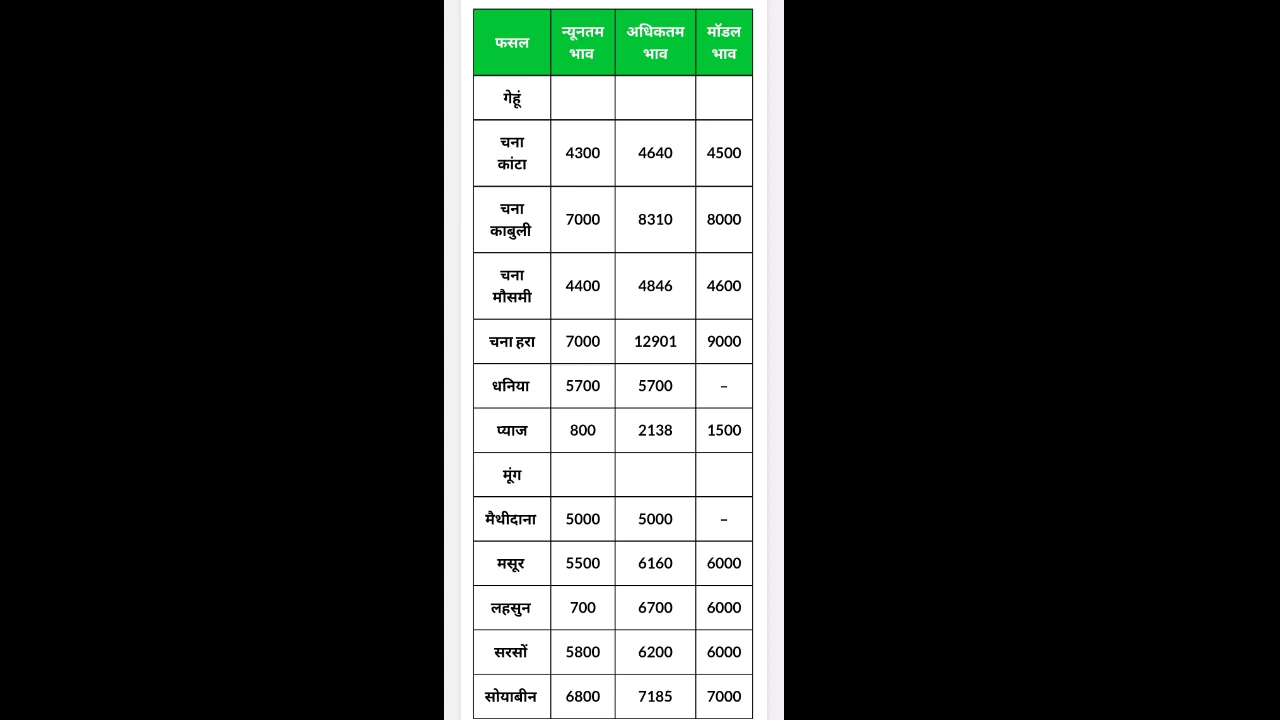 फसल न्यूनतम भाव अधिकतम भाव मॉडल भाव
गेहूं
चना कांटा 4300 4640 4500
चना काबुली 7000 8310 8000
चना मौसमी 4400 4846 4600
चना हरा 7000 12901 9000
धनिया 5700 5700 –
प्याज 800 2138 1500
मूंग
मैथीदाना 5000 5000 –
मसूर 5500 6160 6000
लहसुन 700 6700 6000
सरसों 5800 6200 6000
सोयाबीन 6800 7185 7000